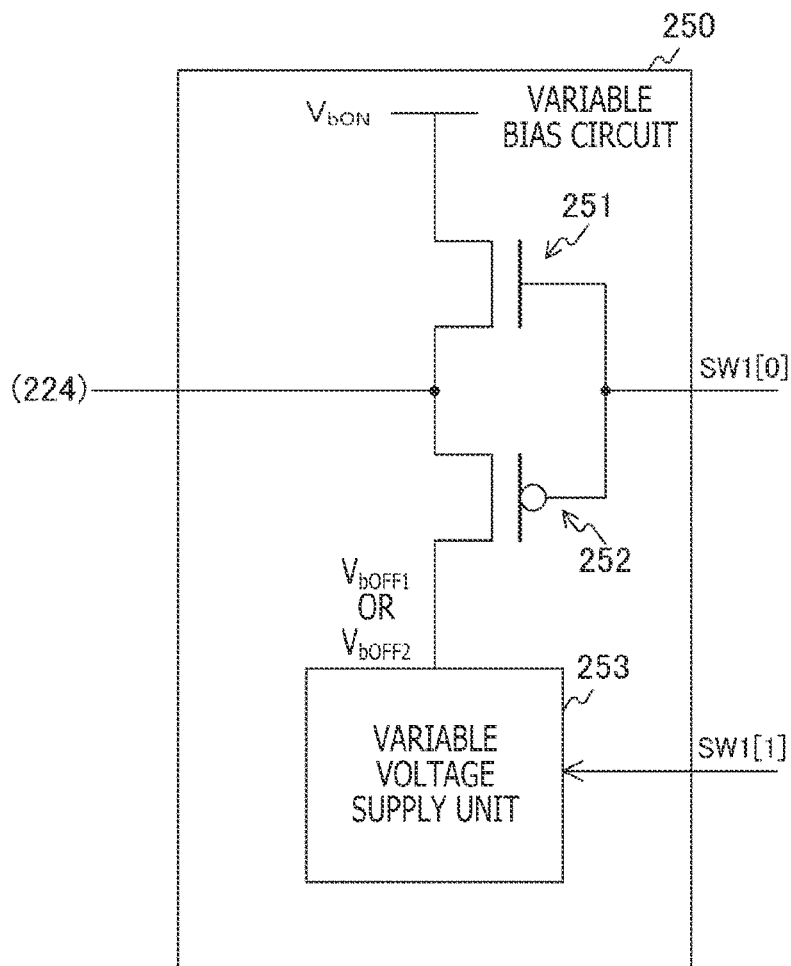 250
VARIABLE
BIAS CIRCUIT
VbON
251
(224)
SW1[0]
252
VbOFF1
OR
VbOFF2
253
VARIABLE
VOLTAGE
SUPPLY UNIT
SW1[1]